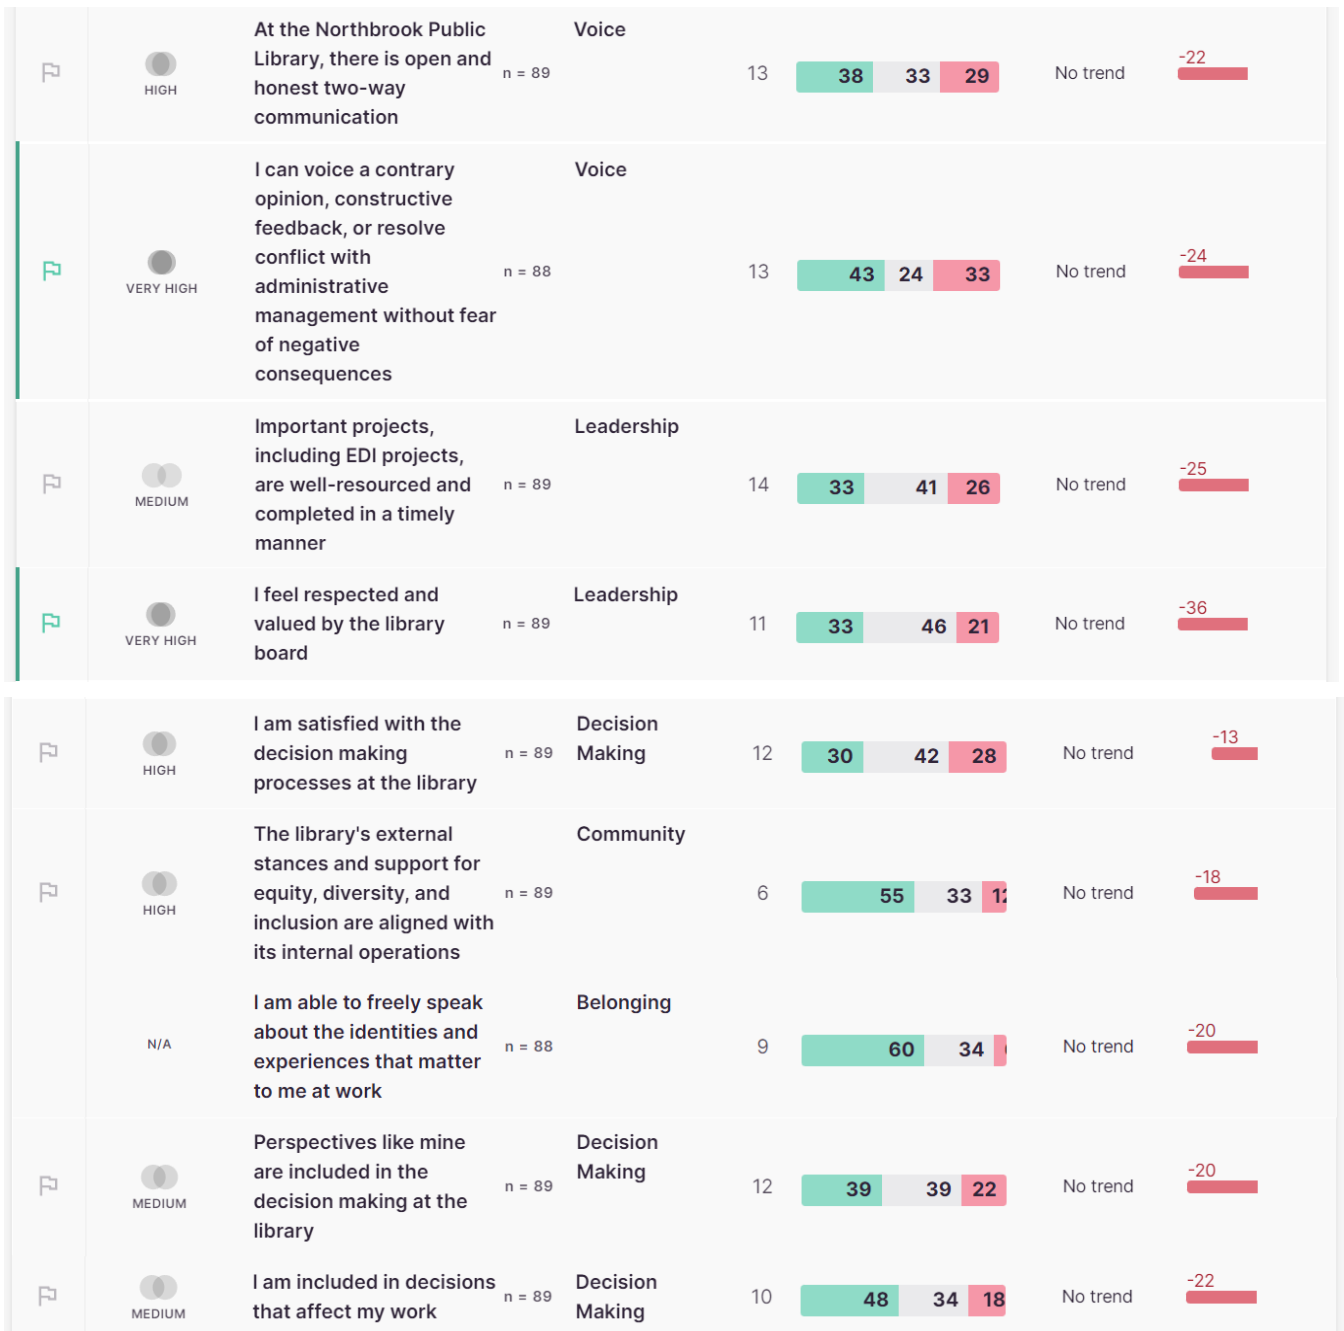 At the Northbrook Public
Library, there is open and
honest two-way
communication
HIGH
n = 89
Voice
13
38 33 29
No trend
-22
I can voice a contrary
opinion, constructive
feedback, or resolve
conflict with
administrative
management without fear
of negative
consequences
VERY HIGH
n = 88
Voice
13
43 24 33
No trend
-24
Important projects,
including EDI projects,
are well-resourced and
completed in a timely
manner
MEDIUM
n = 89
Leadership
14
33 41 26
No trend
-25
I feel respected and
valued by the library
board
VERY HIGH
n = 89
Leadership
11
33 46 21
No trend
-36
I am satisfied with the
decision making
processes at the library
HIGH
n = 89
Decision
Making
12
30 42 28
No trend
-13
The library's external
stances and support for
equity, diversity, and
inclusion are aligned with
its internal operations
HIGH
n = 89
Community
6
55 33 12
No trend
-18
I am able to freely speak
about the identities and
experiences that matter
to me at work
N/A
n = 88
Belonging
9
60 34
No trend
-20
Perspectives like mine
are included in the
decision making at the
library
MEDIUM
n = 89
Decision
Making
12
39 39 22
No trend
-20
I am included in decisions
that affect my work
MEDIUM
n = 89
Decision
Making
10
48 34 18
No trend
-22